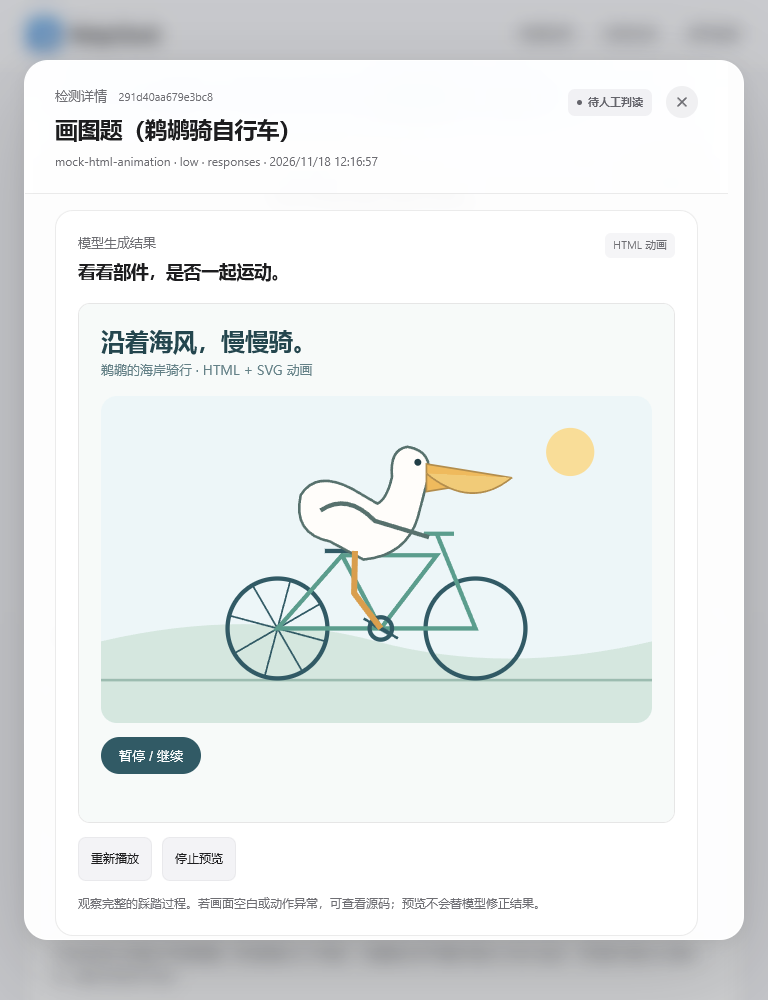 检测详情 291d40aa679e3bc8
待人工判读
画图题（鹈鹕骑自行车）
mock-html-animation · low · responses · 2026/11/18 12:16:57
模型生成结果
HTML 动画
看看部件，是否一起运动。
沿着海风，慢慢骑。
鹈鹕的海岸骑行 · HTML + SVG 动画
暂停 / 继续
重新播放 停止预览
观察完整的踩踏过程。若画面空白或动作异常，可查看源码；预览不会替模型修正结果。